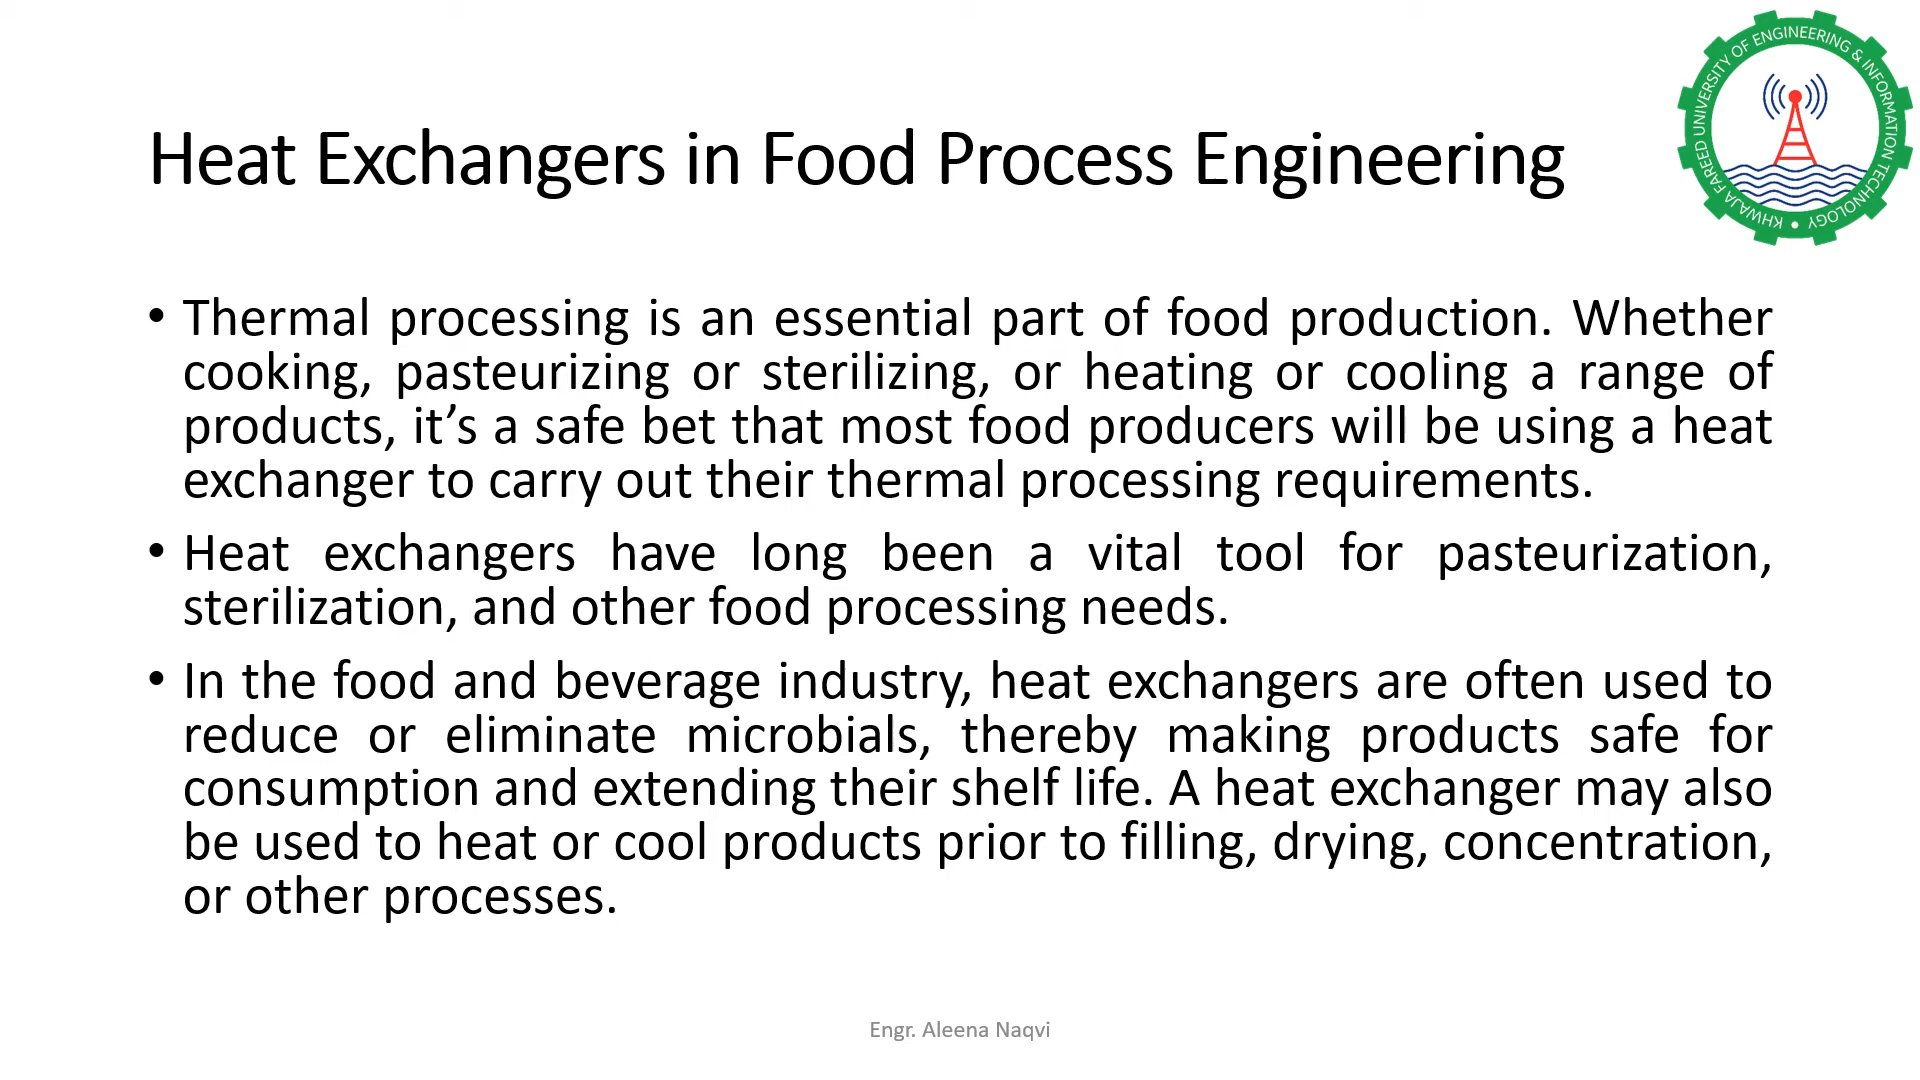 KHWAJA FAREED UNIVERSITY OF ENGINEERING & INFORMATION TECHNOLOGY
Heat Exchangers in Food Process Engineering
• Thermal processing is an essential part of food production. Whether
cooking, pasteurizing or sterilizing, or heating or cooling a range of
products, it’s a safe bet that most food producers will be using a heat
exchanger to carry out their thermal processing requirements.
• Heat exchangers have long been a vital tool for pasteurization,
sterilization, and other food processing needs.
• In the food and beverage industry, heat exchangers are often used to
reduce or eliminate microbials, thereby making products safe for
consumption and extending their shelf life. A heat exchanger may also
be used to heat or cool products prior to filling, drying, concentration,
or other processes.
Engr. Aleena Naqvi